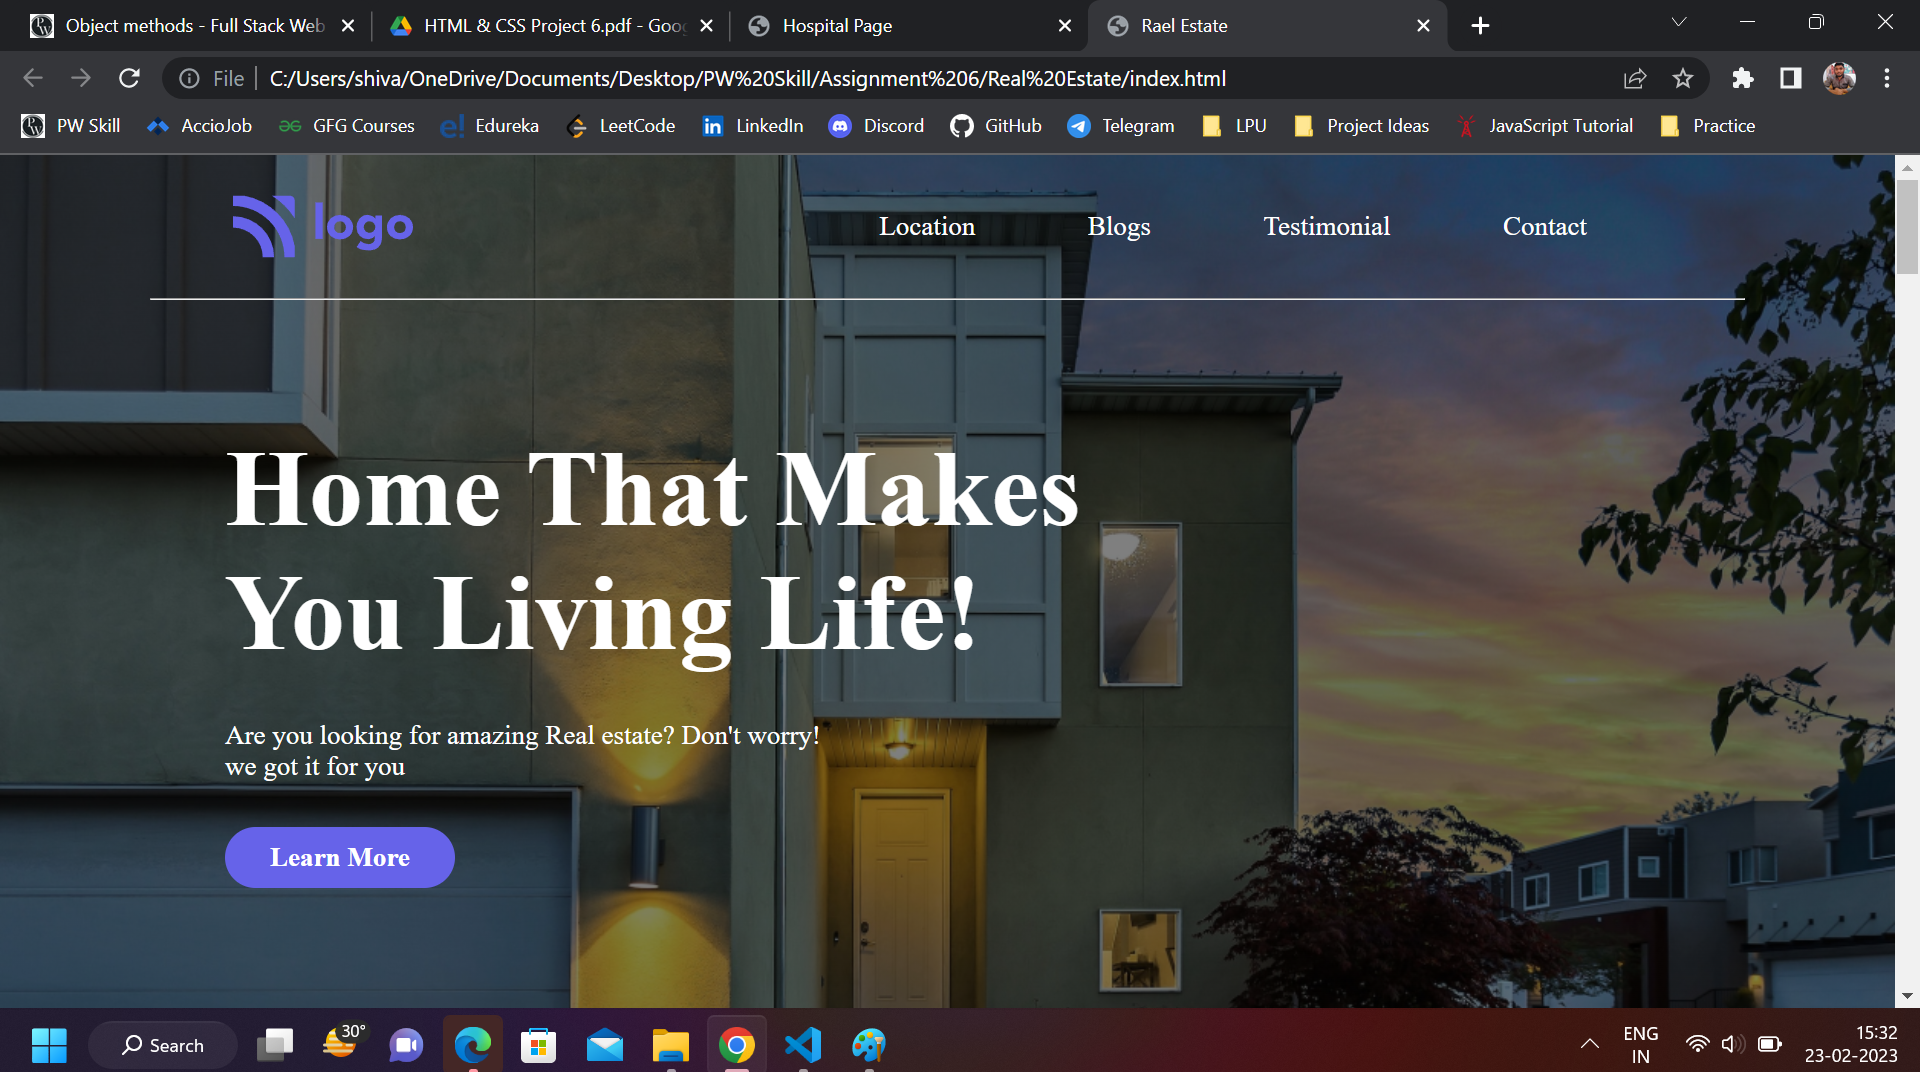 Object methods - Full Stack Web
HTML & CSS Project 6.pdf - Goog
Hospital Page
Rael Estate
File
C:/Users/shiva/OneDrive/Documents/Desktop/PW%20Skill/Assignment%206/Real%20Estate/index.html
PW Skill
AccioJob
GFG Courses
Edureka
LeetCode
LinkedIn
Discord
GitHub
Telegram
LPU
Project Ideas
JavaScript Tutorial
Practice
logo
Location
Blogs
Testimonial
Contact
Home That Makes
You Living Life!
Are you looking for amazing Real estate? Don't worry!
we got it for you
Learn More
Search
30°
ENG
IN
15:32
23-02-2023